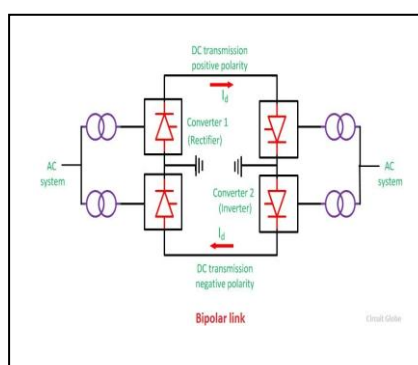 DC transmission
positive polarity
Id
Converter 1
(Rectifier)
AC
system
AC
system
Converter 2
(Inverter)
Id
DC transmission
negative polarity
Bipolar link
Circuit Globe